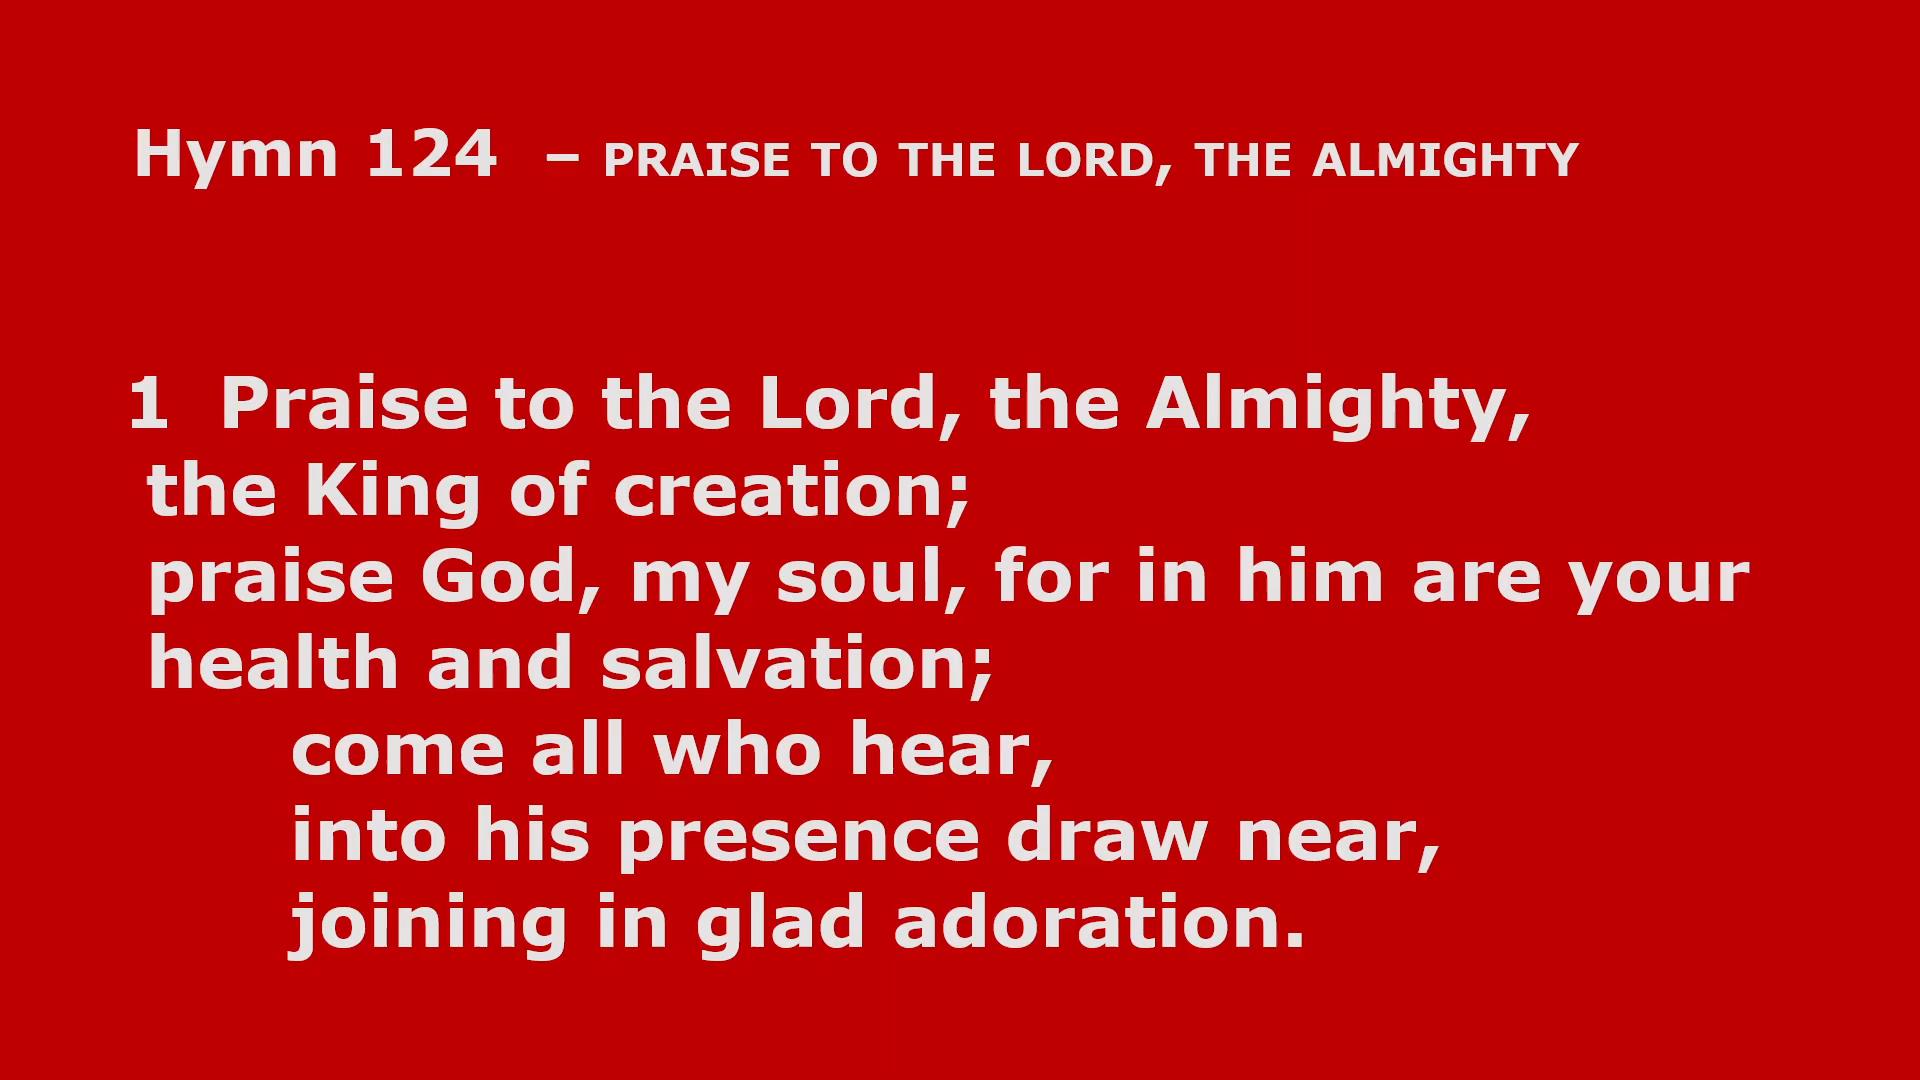 Hymn 124 – PRAISE TO THE LORD, THE ALMIGHTY
1 Praise to the Lord, the Almighty,
the King of creation;
praise God, my soul, for in him are your
health and salvation;
come all who hear,
into his presence draw near,
joining in glad adoration.